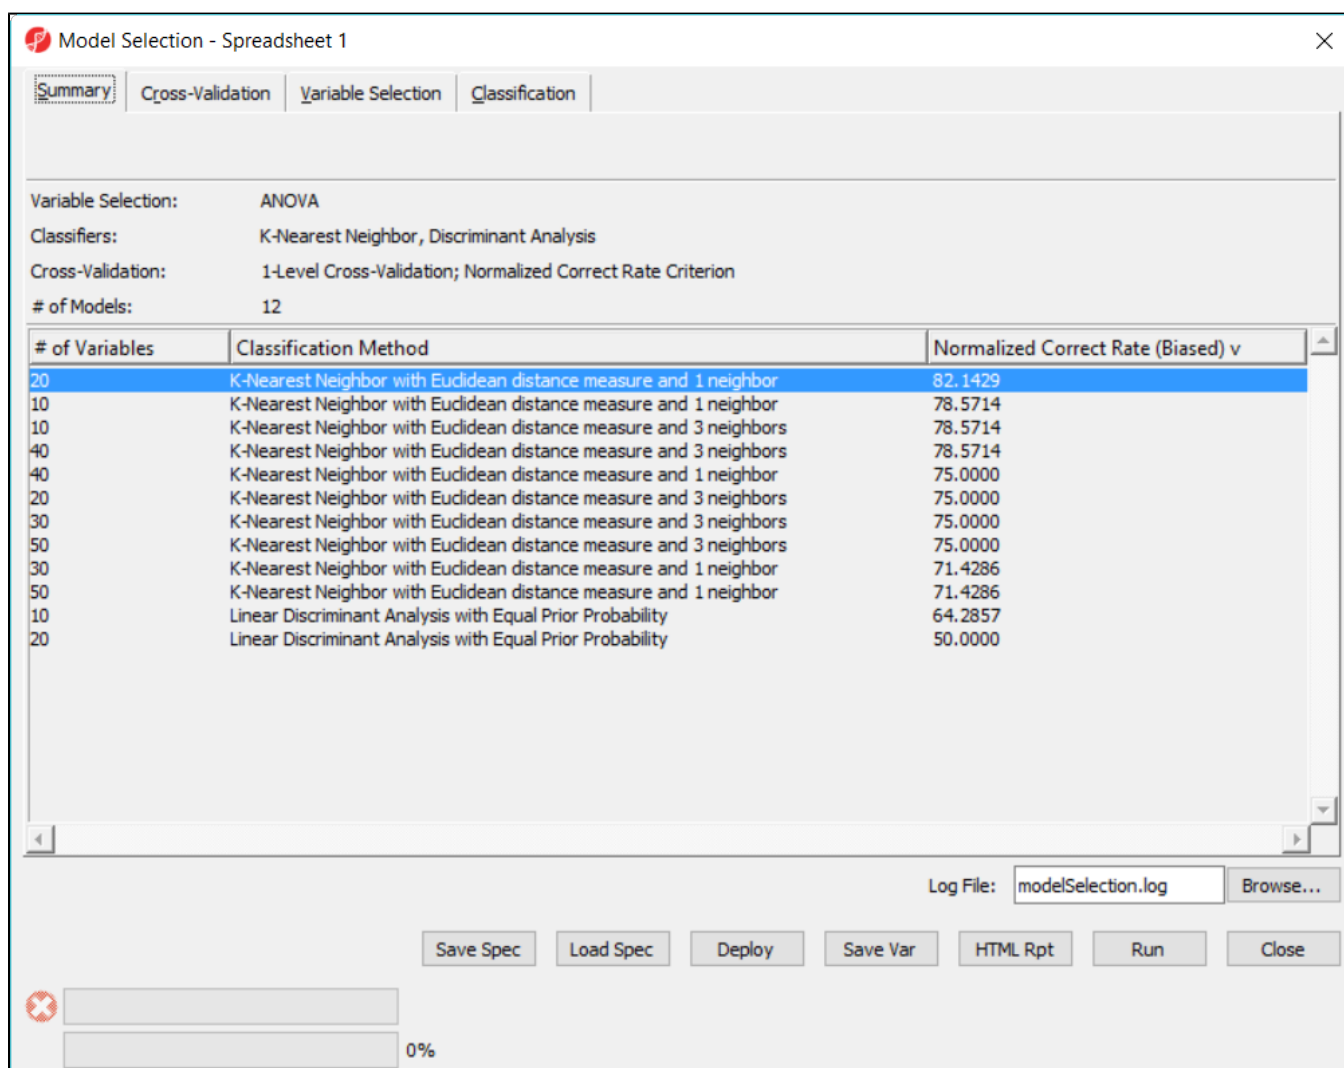 Model Selection - Spreadsheet 1
Summary Cross-Validation Variable Selection Classification
Variable Selection: ANOVA
Classifiers: K-Nearest Neighbor, Discriminant Analysis
Cross-Validation: 1-Level Cross-Validation; Normalized Correct Rate Criterion
# of Models: 12
# of Variables Classification Method Normalized Correct Rate (Biased) v
20 K-Nearest Neighbor with Euclidean distance measure and 1 neighbor 82.1429
10 K-Nearest Neighbor with Euclidean distance measure and 1 neighbor 78.5714
10 K-Nearest Neighbor with Euclidean distance measure and 3 neighbors 78.5714
40 K-Nearest Neighbor with Euclidean distance measure and 3 neighbors 78.5714
40 K-Nearest Neighbor with Euclidean distance measure and 1 neighbor 75.0000
20 K-Nearest Neighbor with Euclidean distance measure and 3 neighbors 75.0000
30 K-Nearest Neighbor with Euclidean distance measure and 3 neighbors 75.0000
50 K-Nearest Neighbor with Euclidean distance measure and 3 neighbors 75.0000
30 K-Nearest Neighbor with Euclidean distance measure and 1 neighbor 71.4286
50 K-Nearest Neighbor with Euclidean distance measure and 1 neighbor 71.4286
10 Linear Discriminant Analysis with Equal Prior Probability 64.2857
20 Linear Discriminant Analysis with Equal Prior Probability 50.0000
Log File: modelSelection.log Browse...
Save Spec Load Spec Deploy Save Var HTML Rpt Run Close
0%